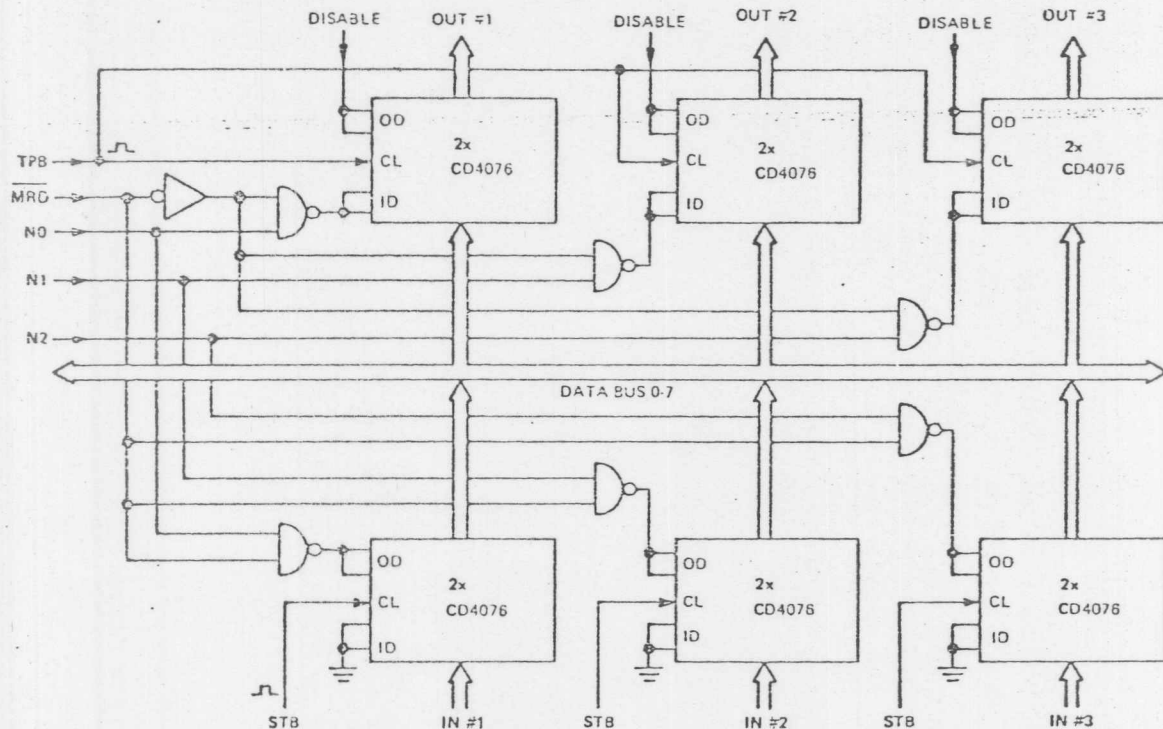 DISABLE OUT #1 DISABLE OUT #2 DISABLE OUT #3
OD
2x
CL
CD4076
ID
OD
2x
CL
CD4076
ID
OD
2x
CL
CD4076
ID
TPB
MRD
N0
N1
N2
DATA BUS 0-7
OD
2x
CL
CD4076
ID
OD
2x
CL
CD4076
ID
OD
2x
CL
CD4076
ID
STB IN #1 STB IN #2 STB IN #3